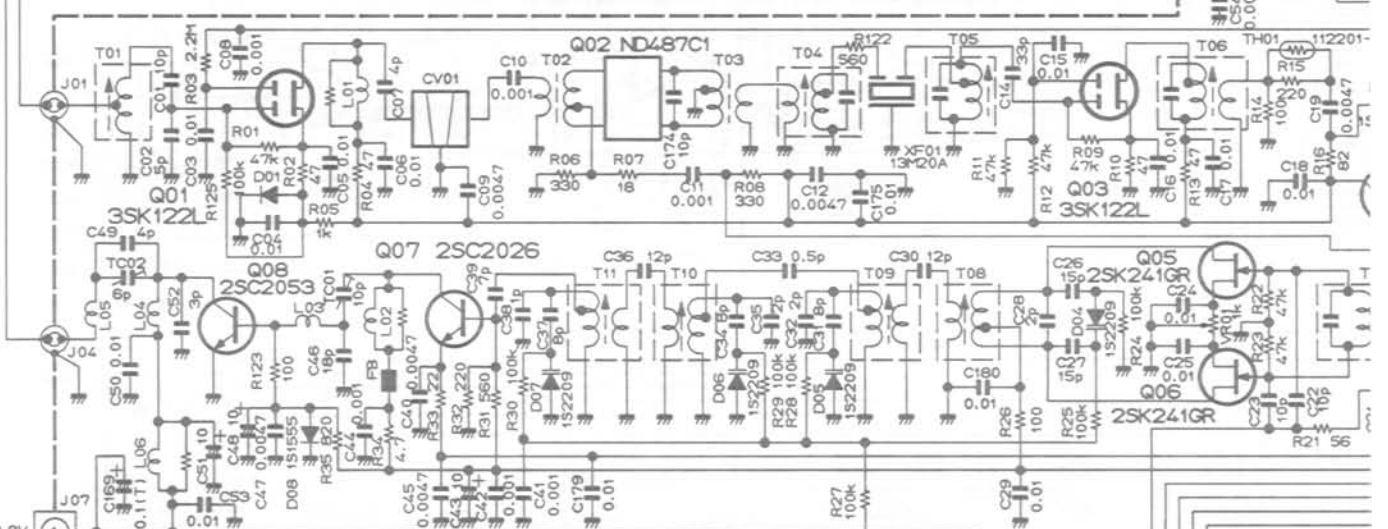 C54
0.00
T01
0p
2.2M
C08
0.001
Q02 ND487C1
R122
T05
33p
C15
0.01
T06
TH01
112201-
J01
C01
R03
L01
4p
C07
CV01
C10
0.001
T02
T03
T04
560
C14
R15
220
R14
100
C19
0.0047
C02
5p
C03
0.01
R01
47k
R02
47
C05
0.01
R04
47
C06
0.01
C09
0.0047
R06
330
R07
18
C174
10p
C11
0.001
R08
330
C12
0.0047
C175
0.01
XF01
13M20A
R11
47k
R12
47k
R09
47k
R10
47
C16
0.01
R13
47
C17
0.01
C18
0.01
R16
82
Q01
3SK122L
R125
100k
D01
C04
0.01
R05
1k
Q03
3SK122L
C49
4p
TC02
6p
Q08
2SC2053
Q07 2SC2026
C39
7p
T11
C36 12p
T10
C33 0.5p
T09
C30 12p
T08
C26
15p
Q05
2SK241GR
C24
0.01
L05
L04
C52
3p
L03
TC01
10p
L02
C38
1p
C37
8p
C34
8p
C35
2p
C32
2p
C31
8p
C28
2p
D04
1S2209
100k
R24
VR01
1k
R22
47k
R23
47k
J04
C50
0.01
R123
100
C46
18p
FB
C40
0.0047
R33
22
R32
220
R31
560
R30
100k
D07
1S2209
D06
1S2209
R29
100k
R28
100k
D05
1S2209
C180
0.01
C27
15p
C25
0.01
Q06
2SK241GR
C23
10p
C22
10p
R21 56
R26
100
R25
100k
L06
C51
10
C48
10
C47
0.0047
D08
1S1555
R35
820
C44
0.001
R34
4.7
C169
0.1(T)
C53
0.01
J07
C45
0.0047
C43
10
C42
0.001
C41
0.001
C179
0.01
R27
100k
C29
0.01